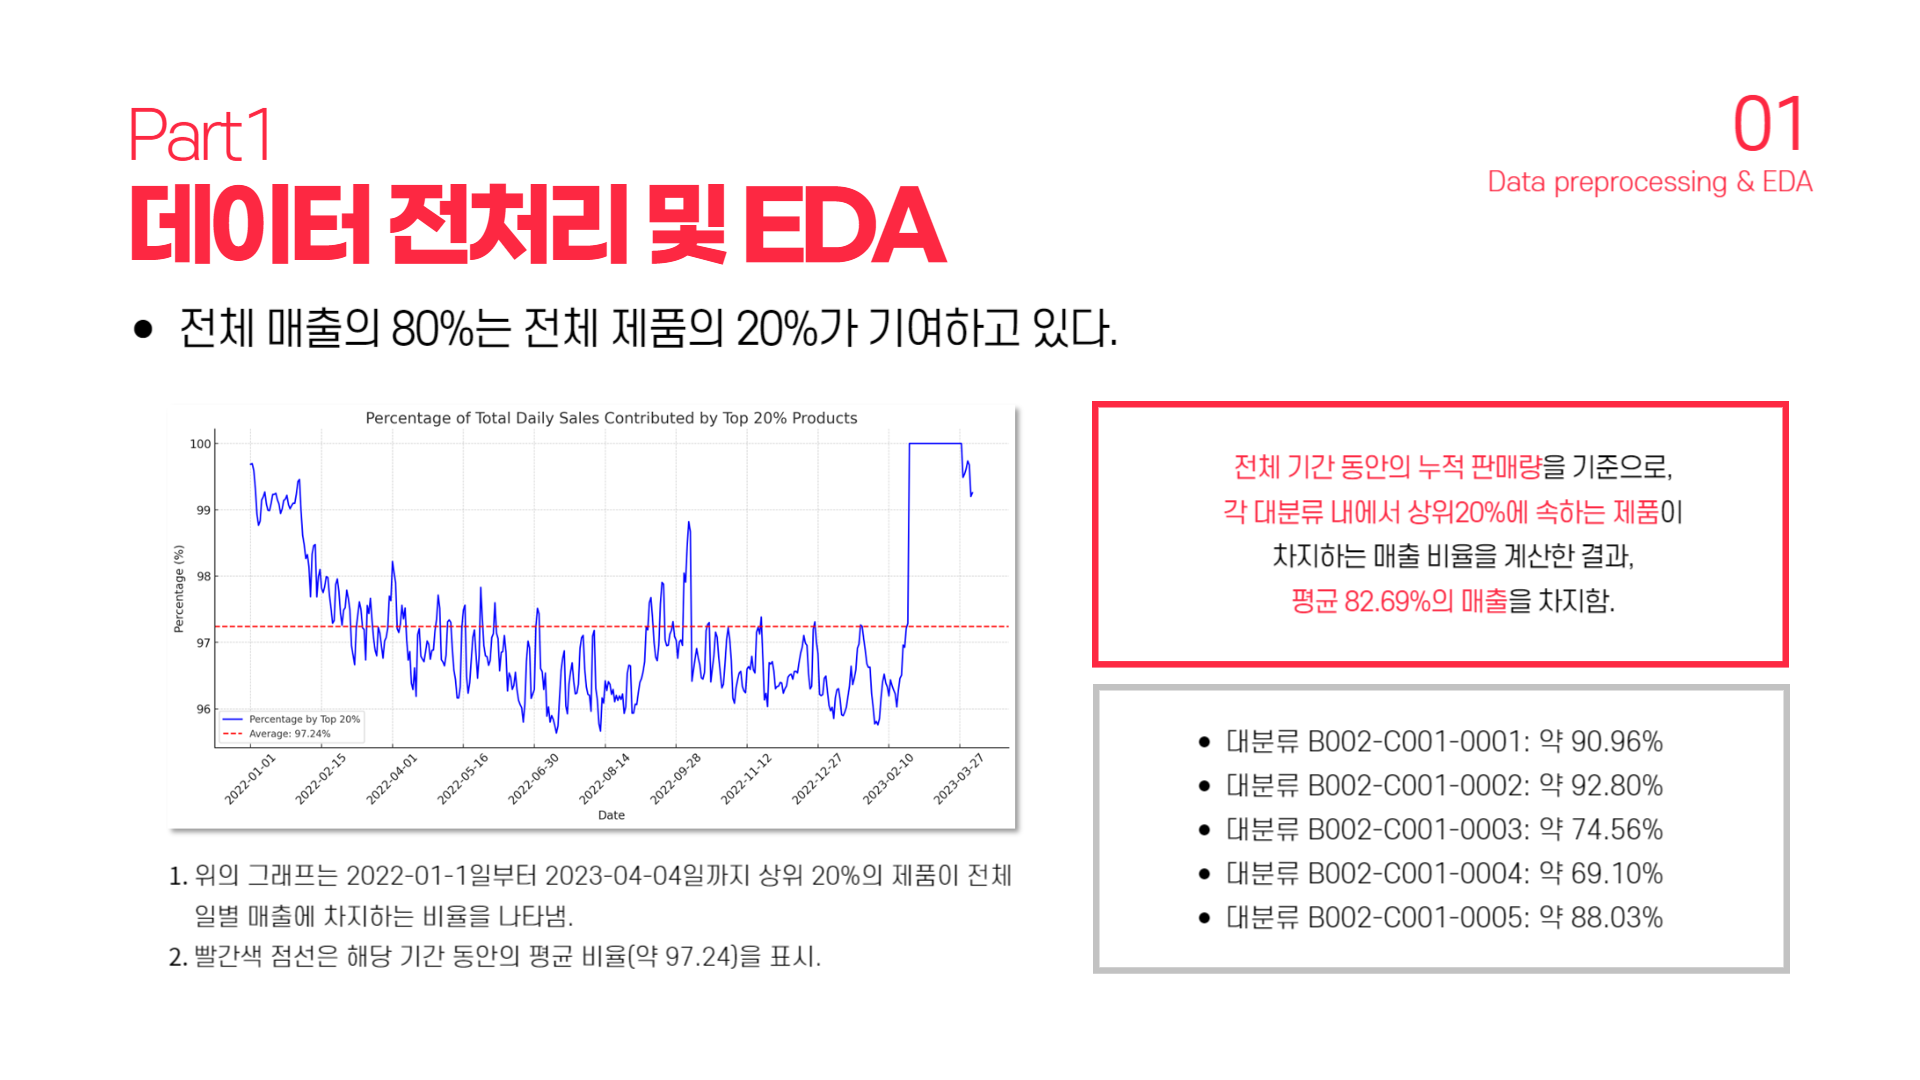 Part1
데이터 전처리 및 EDA
01
Data preprocessing & EDA
● 전체 매출의 80%는 전체 제품의 20%가 기여하고 있다.
Percentage of Total Daily Sales Contributed by Top 20% Products
Percentage (%)
100
99
98
97
96
Percentage by Top 20%
Average: 97.24%
2022-01-01
2022-02-15
2022-04-01
2022-05-16
2022-06-30
2022-08-14
2022-09-28
2022-11-12
2022-12-27
2023-02-10
2023-03-27
Date
1. 위의 그래프는 2022-01-1일부터 2023-04-04일까지 상위 20%의 제품이 전체
일별 매출에 차지하는 비율을 나타냄.
2. 빨간색 점선은 해당 기간 동안의 평균 비율(약 97.24)을 표시.
전체 기간 동안의 누적 판매량을 기준으로,
각 대분류 내에서 상위20%에 속하는 제품이
차지하는 매출 비율을 계산한 결과,
평균 82.69%의 매출을 차지함.
● 대분류 B002-C001-0001: 약 90.96%
● 대분류 B002-C001-0002: 약 92.80%
● 대분류 B002-C001-0003: 약 74.56%
● 대분류 B002-C001-0004: 약 69.10%
● 대분류 B002-C001-0005: 약 88.03%